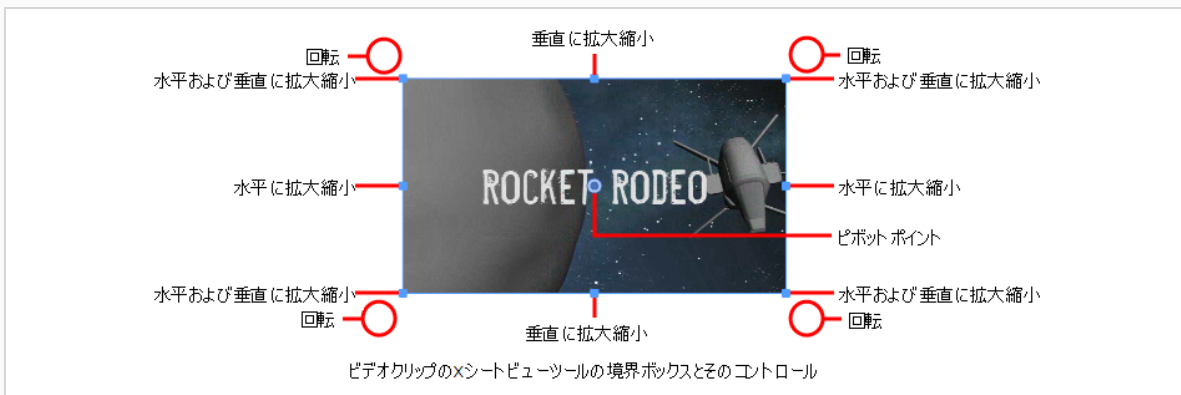 垂直に拡大縮小
回転
回転
水平および垂直に拡大縮小
水平および垂直に拡大縮小
ROCKET RODEO
水平に拡大縮小
水平に拡大縮小
ピボットポイント
水平および垂直に拡大縮小
水平および垂直に拡大縮小
回転
回転
垂直に拡大縮小
ビデオクリップのXシートビューツールの境界ボックスとそのコントロール